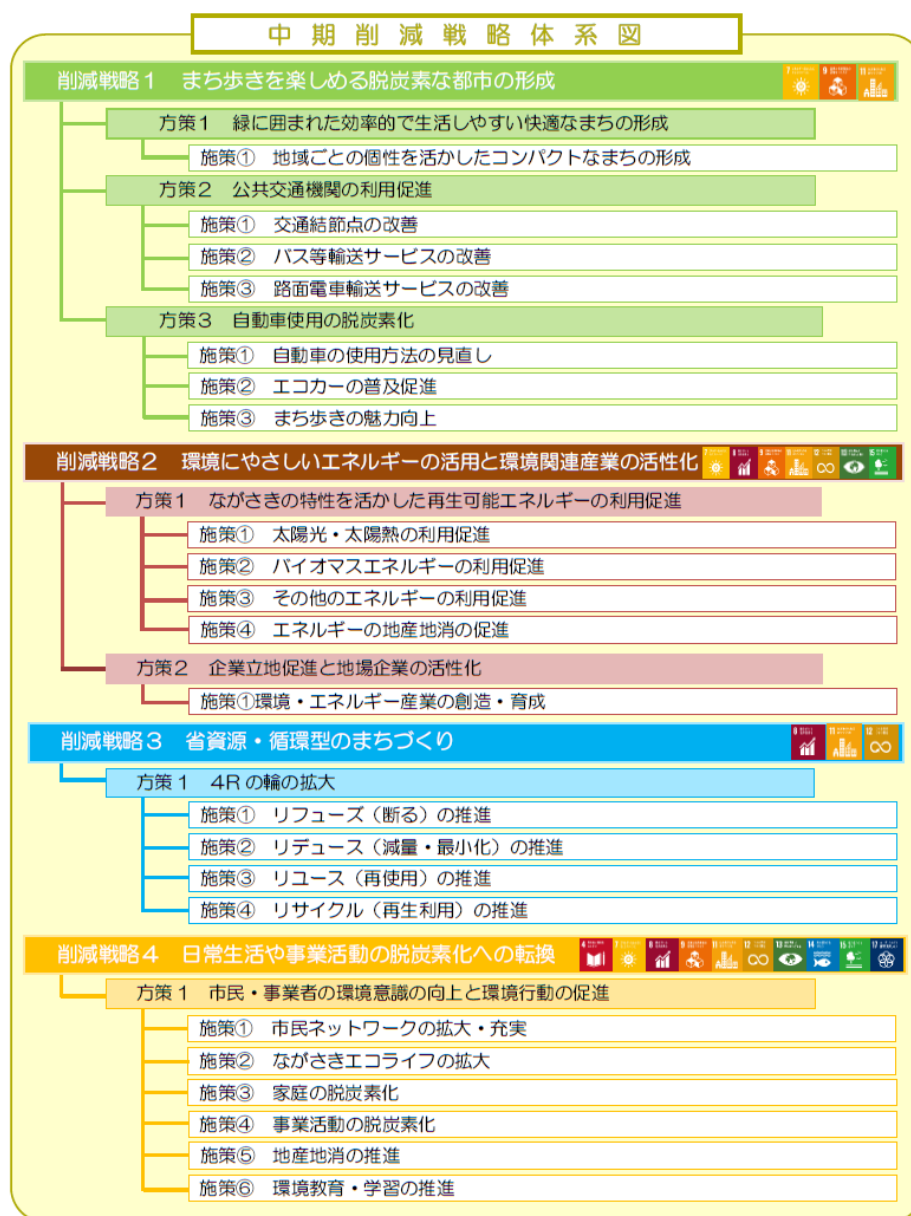 中期削減戦略体系図
削減戦略1 まち歩きを楽しめる脱炭素な都市の形成
7
9
11
方策1 緑に囲まれた効率的で生活しやすい快適なまちの形成
施策① 地域ごとの個性を活かしたコンパクトなまちの形成
方策2 公共交通機関の利用促進
施策① 交通結節点の改善
施策② バス等輸送サービスの改善
施策③ 路面電車輸送サービスの改善
方策3 自動車使用の脱炭素化
施策① 自動車の使用方法の見直し
施策② エコカーの普及促進
施策③ まち歩きの魅力向上
削減戦略2 環境にやさしいエネルギーの活用と環境関連産業の活性化
7
8
9
11
12
13
15
方策1 ながさきの特性を活かした再生可能エネルギーの利用促進
施策① 太陽光・太陽熱の利用促進
施策② バイオマスエネルギーの利用促進
施策③ その他のエネルギーの利用促進
施策④ エネルギーの地産地消の促進
方策2 企業立地促進と地場企業の活性化
施策①環境・エネルギー産業の創造・育成
削減戦略3 省資源・循環型のまちづくり
8
11
12
方策1 4Rの輪の拡大
施策① リフューズ（断る）の推進
施策② リデュース（減量・最小化）の推進
施策③ リユース（再使用）の推進
施策④ リサイクル（再生利用）の推進
削減戦略4 日常生活や事業活動の脱炭素化への転換
4
7
8
9
11
12
13
14
15
17
方策1 市民・事業者の環境意識の向上と環境行動の促進
施策① 市民ネットワークの拡大・充実
施策② ながさきエコライフの拡大
施策③ 家庭の脱炭素化
施策④ 事業活動の脱炭素化
施策⑤ 地産地消の推進
施策⑥ 環境教育・学習の推進